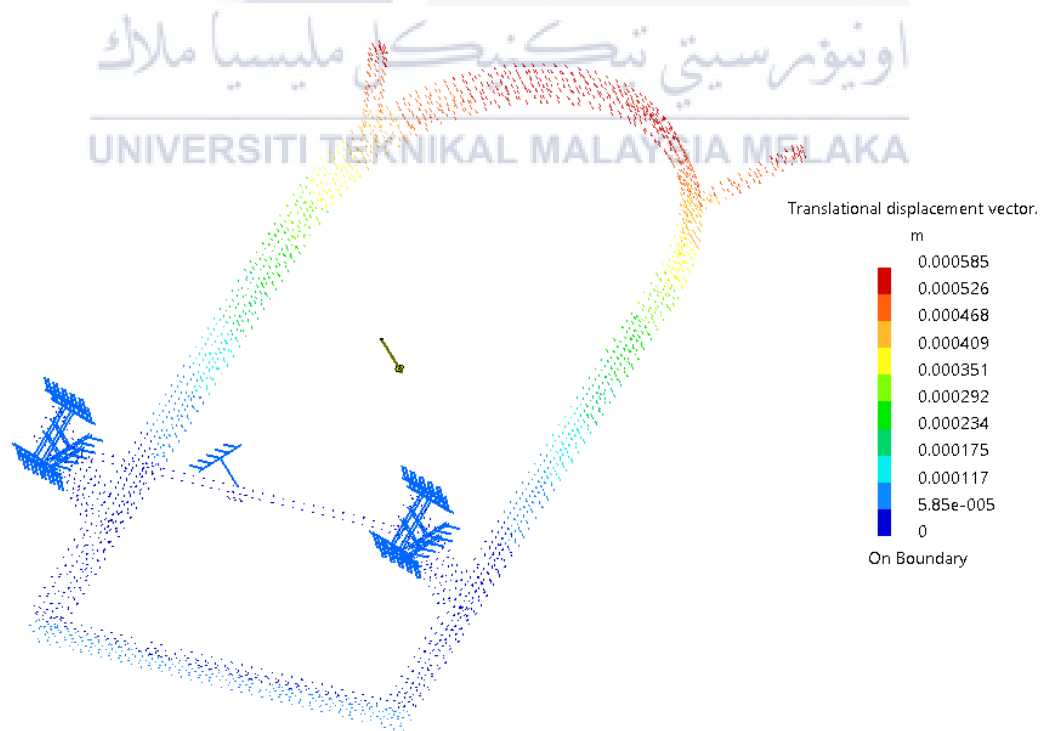 اونيۏرسيتي تيكنيكل مليسيا ملاك
UNIVERSITI TEKNIKAL MALAYSIA MELAKA
Translational displacement vector.
m
0.000585
0.000526
0.000468
0.000409
0.000351
0.000292
0.000234
0.000175
0.000117
5.85e-005
0
On Boundary